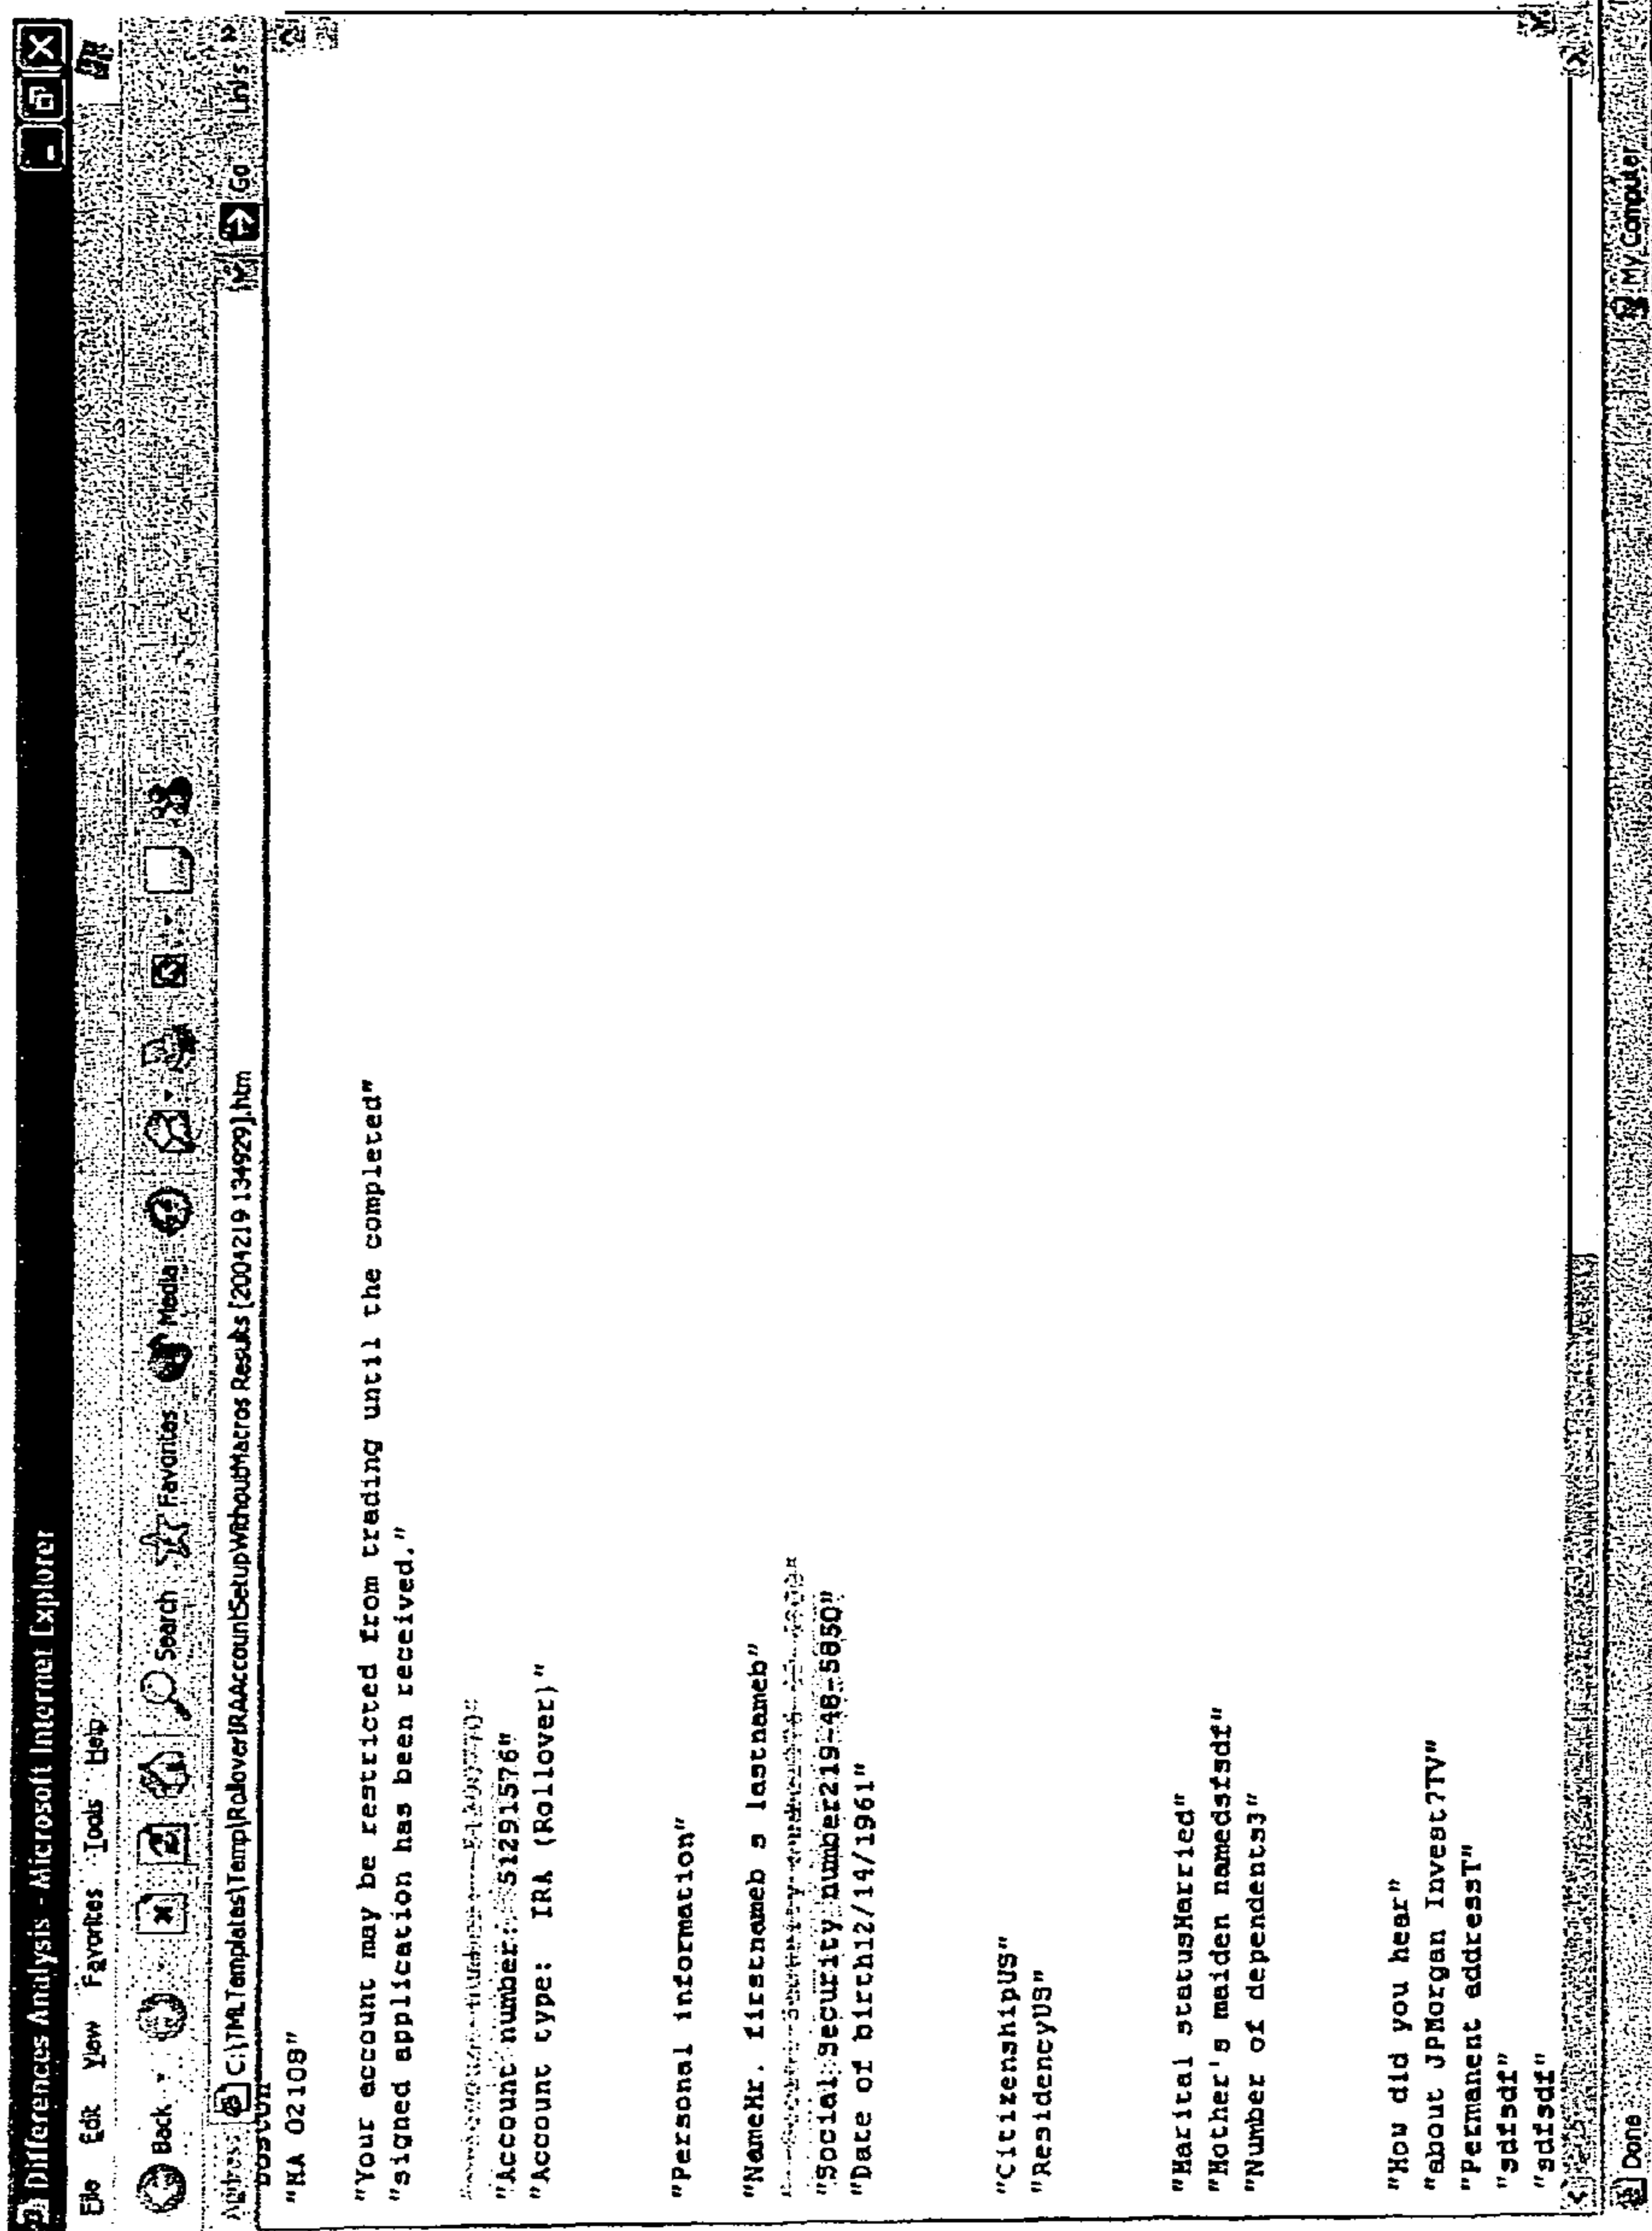 Differences Analysis - Microsoft Internet Explorer
File Edit View Favorites Tools Help
Back Search Favorites Media
Address C:\TMLTemplates\Temp\RolloverIRAAccountSetupWithoutMacros Results [2004219 134929].htm Go Links »
Boston"
"MA 02108"
"Your account may be restricted from trading until the completed"
"signed application has been received."
"Account number: 51291576"
"Account type: IRA (Rollover)"
"Personal information"
"NameMr. firstnameb s lastnameb"
"Social Security number219-48-5850"
"Date of birth12/14/1961"
"CitizenshipUS"
"ResidencyUS"
"Marital statusMarried"
"Mother's maiden namedsfsdf"
"Number of dependents3"
"How did you hear"
"about JPMorgan Invest?TV"
"Permanent addressT"
"sdfsdf"
"sdfsdf"
Done My Computer